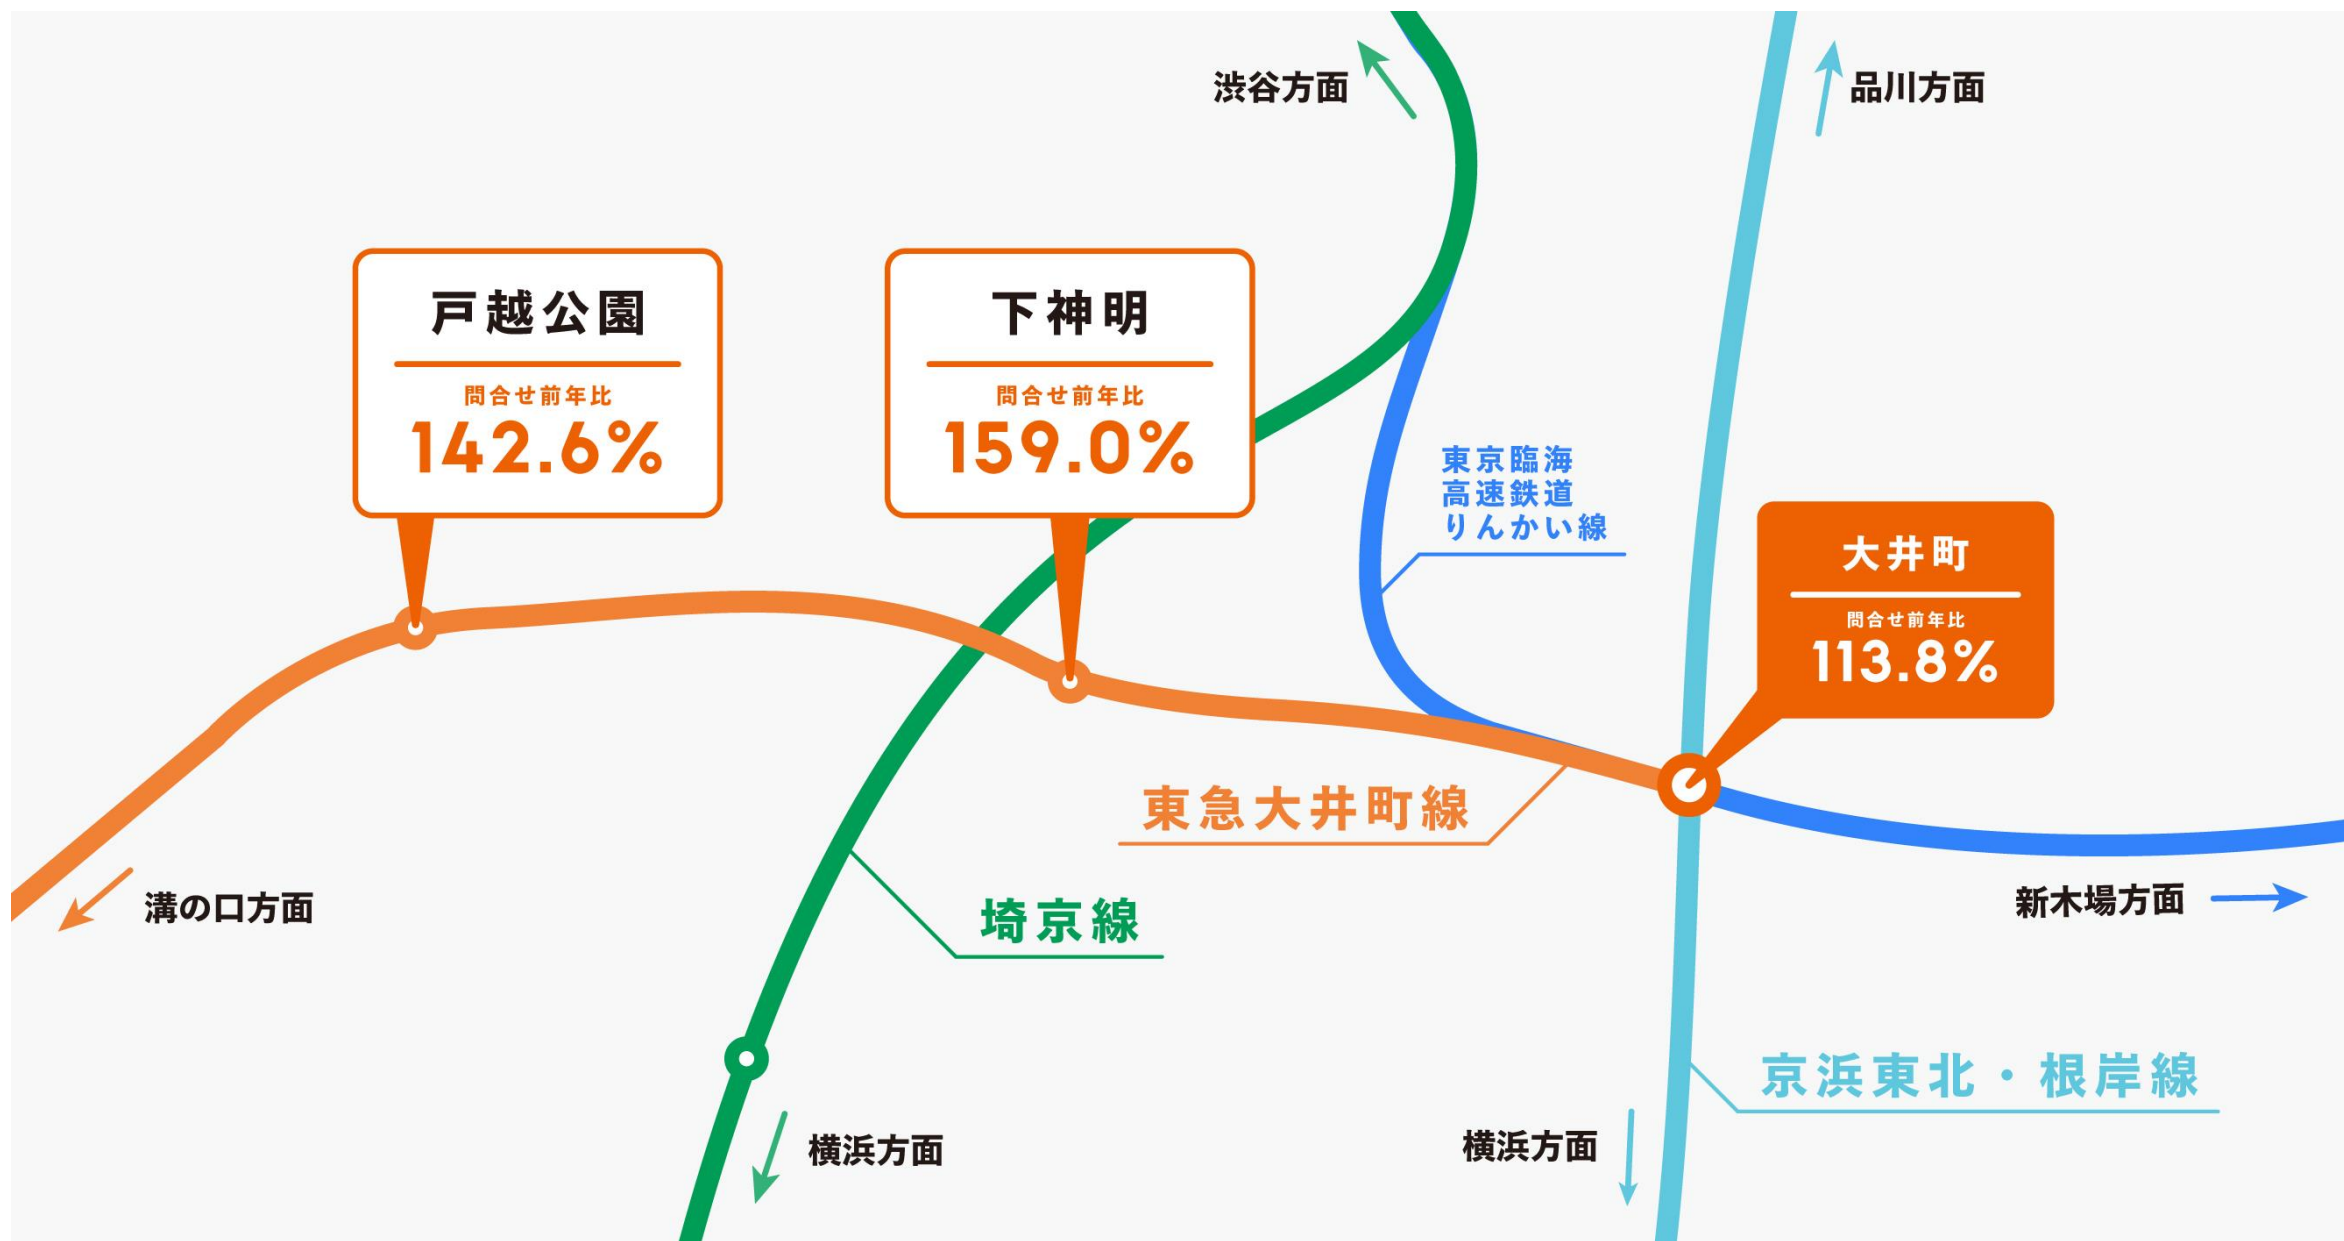 渋谷方面
品川方面
戸越公園
問合せ前年比
142.6%
下神明
問合せ前年比
159.0%
東京臨海
高速鉄道
りんかい線
大井町
問合せ前年比
113.8%
東急大井町線
溝の口方面
埼京線
新木場方面
京浜東北・根岸線
横浜方面
横浜方面